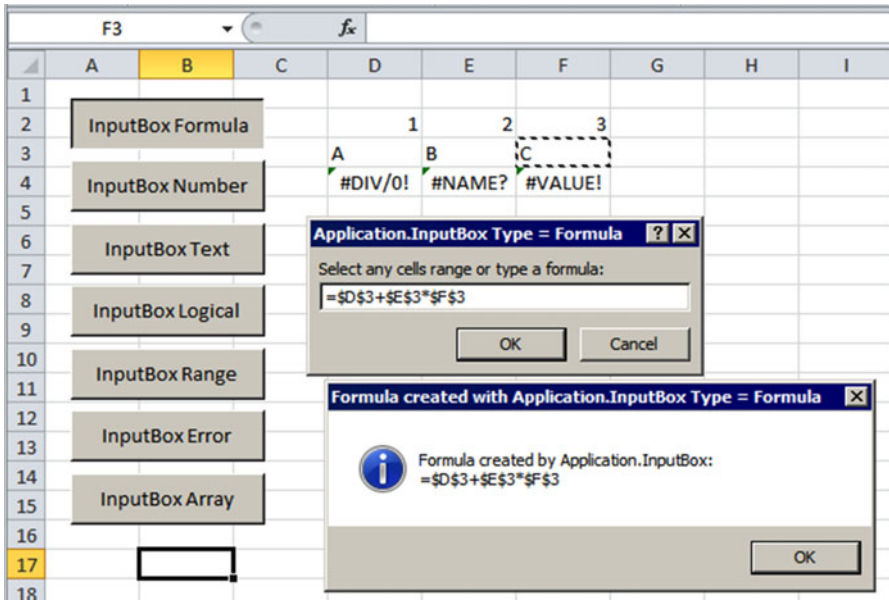 F3 fx
A B C D E F G H I
1
2 InputBox Formula 1 2 3
3 A B C
4 InputBox Number #DIV/0! #NAME? #VALUE!
5
6 InputBox Text
7
8 InputBox Logical
9
10 InputBox Range
11
12 InputBox Error
13
14 InputBox Array
15
16
17
18
Application.InputBox Type = Formula ?
Select any cells range or type a formula:
=$D$3+$E$3*$F$3
OK Cancel
Formula created with Application.InputBox Type = Formula
Formula created by Application.InputBox:
=$D$3+$E$3*$F$3
OK